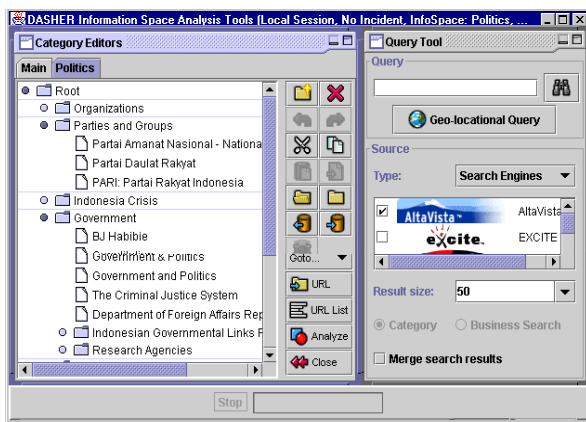 DASHER Information Space Analysis Tools (Local Session, No Incident, InfoSpace: Politics, ...
Category Editors
Main Politics
Root
Organizations
Parties and Groups
Partai Amanat Nasional - Nationa
Partai Daulat Rakyat
PARI: Partai Rakyat Indonesia
Indonesia Crisis
Government
BJ Habibie
Government & Politics
Government and Politics
The Criminal Justice System
Department of Foreign Affairs Rep
Indonesian Governmental Links F
Research Agencies
Goto...
URL
URL List
Analyze
Close
Query Tool
Query
Geo-locational Query
Source
Type: Search Engines
AltaVista AltaVista
excite EXCITE
Result size: 50
Category Business Search
Merge search results
Stop